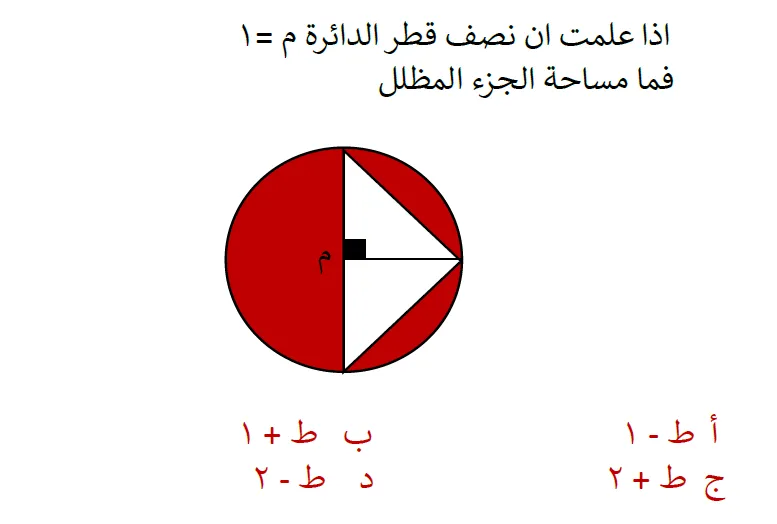 اذا علمت ان نصف قطر الدائرة م =١
فما مساحة الجزء المظلل
م
أ ط - ١ ب ط + ١
ج ط + ٢ د ط - ٢